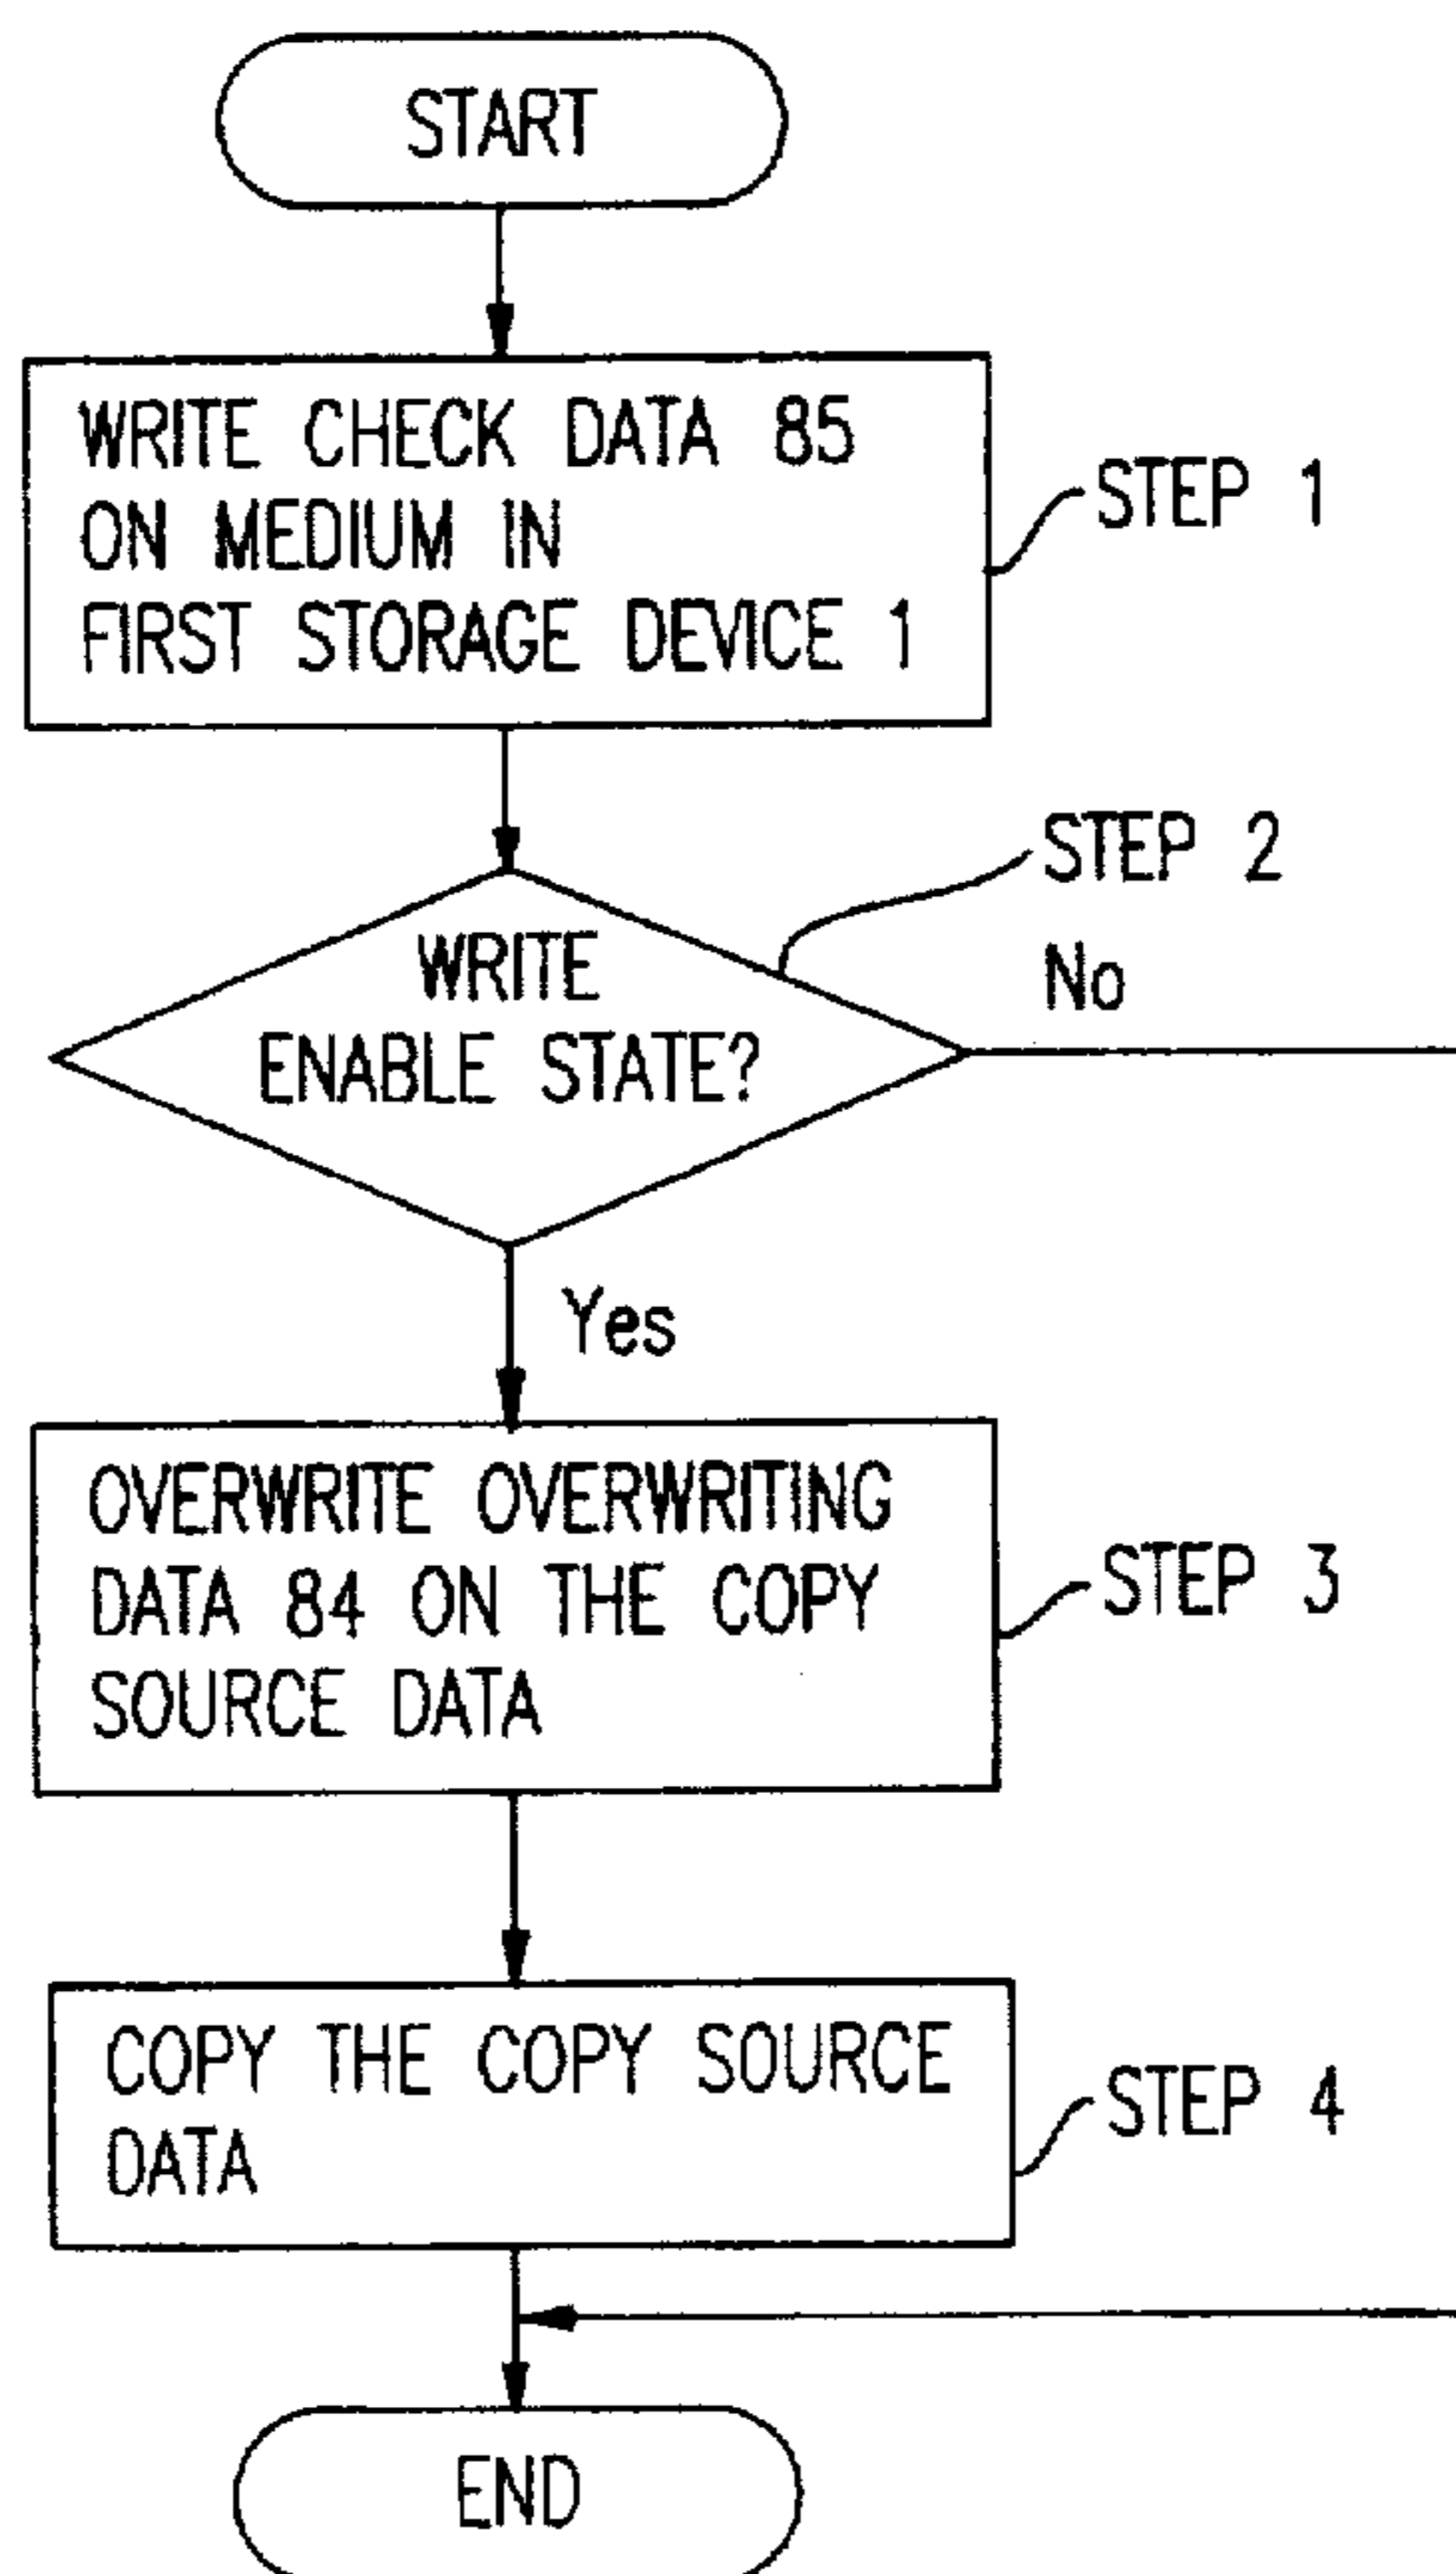 START
WRITE CHECK DATA 85
ON MEDIUM IN
FIRST STORAGE DEVICE 1
STEP 1
STEP 2
WRITE
ENABLE STATE?
No
Yes
OVERWRITE OVERWRITING
DATA 84 ON THE COPY
SOURCE DATA
STEP 3
COPY THE COPY SOURCE
DATA
STEP 4
END